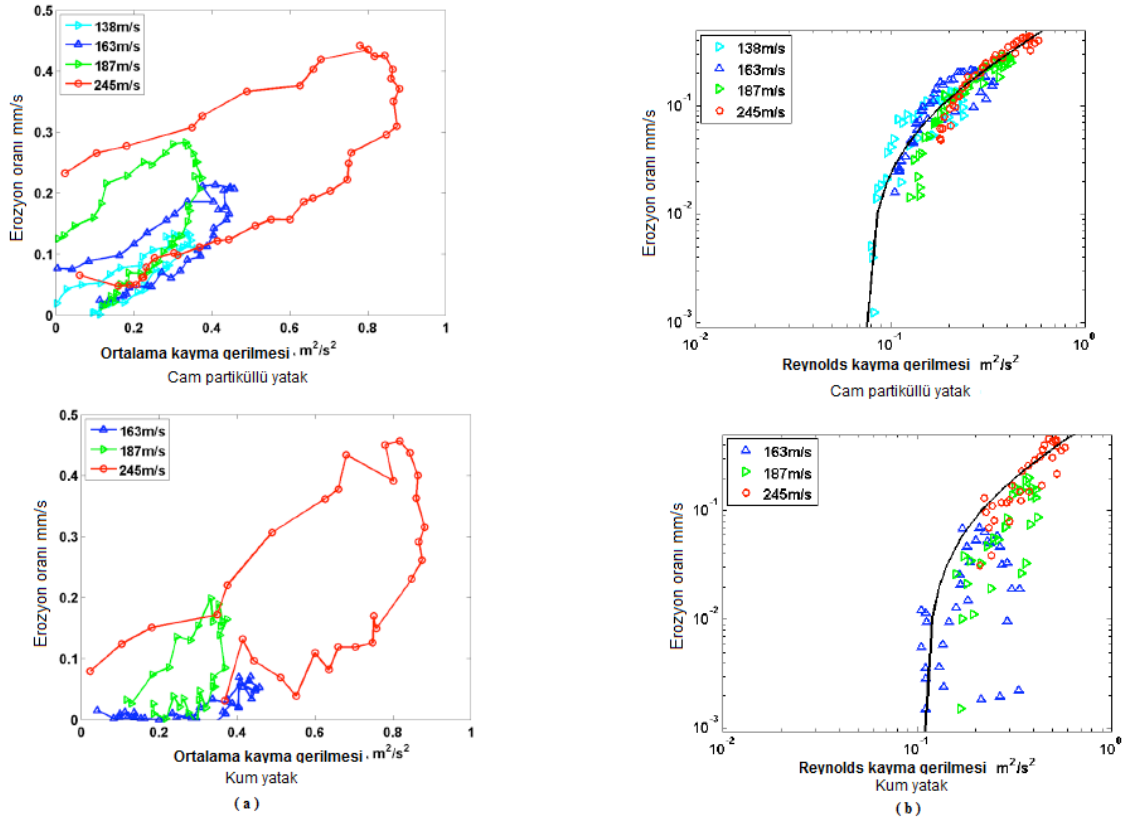 0.5
0.4
0.3
0.2
0.1
0
138m/s
163m/s
187m/s
245m/s
Erozyon oranı mm/s
0 0.2 0.4 0.6 0.8 1
Ortalama kayma gerilmesi, m²/s²
Cam partiküllü yatak
10⁻¹
10⁻²
10⁻³
138m/s
163m/s
187m/s
245m/s
Erozyon oranı mm/s
10⁻² 10⁻¹ 10⁰
Reynolds kayma gerilmesi m²/s²
Cam partiküllü yatak
0.5
0.4
0.3
0.2
0.1
0
163m/s
187m/s
245m/s
Erozyon oranı mm/s
0 0.2 0.4 0.6 0.8 1
Ortalama kayma gerilmesi, m²/s²
Kum yatak
( a )
10⁻¹
10⁻²
10⁻³
163m/s
187m/s
245m/s
Erozyon oranı mm/s
10⁻² 10⁻¹ 10⁰
Reynolds kayma gerilmesi m²/s²
Kum yatak
( b )